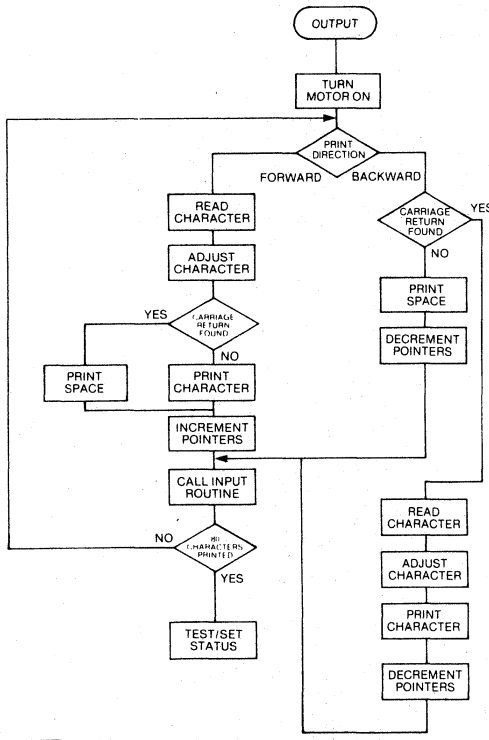 OUTPUT
TURN
MOTOR ON
PRINT
DIRECTION
FORWARD
BACKWARD
READ
CHARACTER
ADJUST
CHARACTER
YES
CARRIAGE
RETURN
FOUND
NO
PRINT
SPACE
PRINT
CHARACTER
INCREMENT
POINTERS
CALL INPUT
ROUTINE
NO
80
CHARACTERS
PRINTED
YES
TEST/SET
STATUS
CARRIAGE
RETURN
FOUND
YES
NO
PRINT
SPACE
DECREMENT
POINTERS
READ
CHARACTER
ADJUST
CHARACTER
PRINT
CHARACTER
DECREMENT
POINTERS